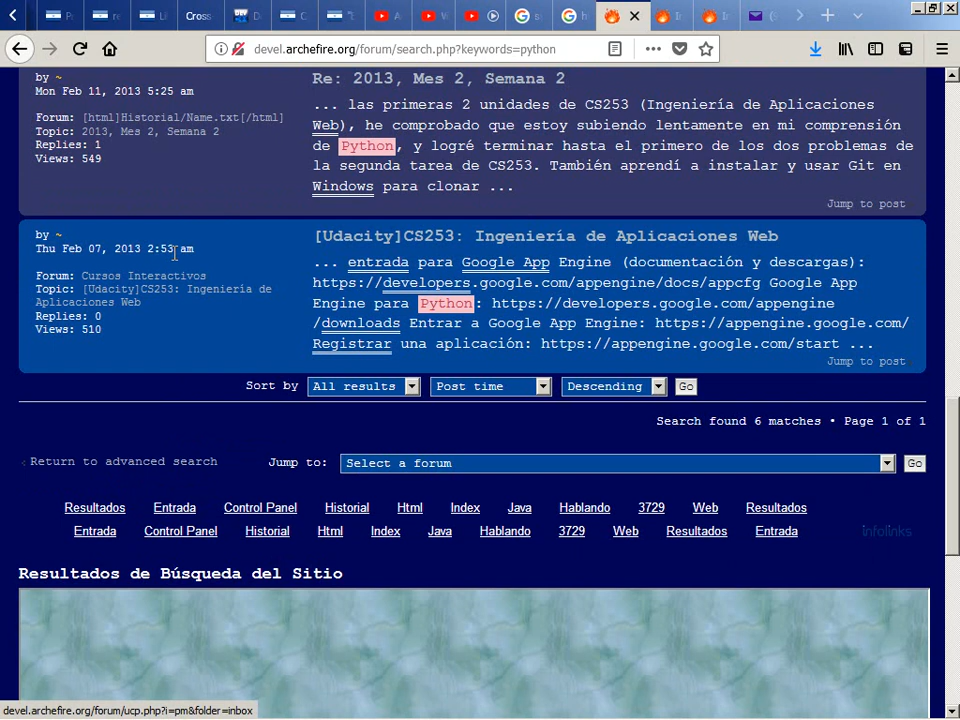 Cross
devel.archefire.org/forum/search.php?keywords=python
by ~
Mon Feb 11, 2013 5:25 am
Forum: [html]Historial/Name.txt[/html]
Topic: 2013, Mes 2, Semana 2
Replies: 1
Views: 549
Re: 2013, Mes 2, Semana 2
... las primeras 2 unidades de CS253 (Ingeniería de Aplicaciones
Web), he comprobado que estoy subiendo lentamente en mi comprensión
de Python, y logré terminar hasta el primero de los dos problemas de
la segunda tarea de CS253. También aprendí a instalar y usar Git en
Windows para clonar ...
Jump to post
by ~
Thu Feb 07, 2013 2:53 am
Forum: Cursos Interactivos
Topic: [Udacity]CS253: Ingeniería de
Aplicaciones Web
Replies: 0
Views: 510
[Udacity]CS253: Ingeniería de Aplicaciones Web
... entrada para Google App Engine (documentación y descargas):
https://developers.google.com/appengine/docs/appcfg Google App
Engine para Python: https://developers.google.com/appengine
/downloads Entrar a Google App Engine: https://appengine.google.com/
Registrar una aplicación: https://appengine.google.com/start ...
Jump to post
Sort by All results Post time Descending Go
Search found 6 matches • Page 1 of 1
Return to advanced search Jump to: Select a forum Go
Resultados Entrada Control Panel Historial Html Index Java Hablando 3729 Web Resultados
Entrada Control Panel Historial Html Index Java Hablando 3729 Web Resultados Entrada
infolinks
Resultados de Búsqueda del Sitio
devel.archefire.org/forum/ucp.php?i=pm&folder=inbox